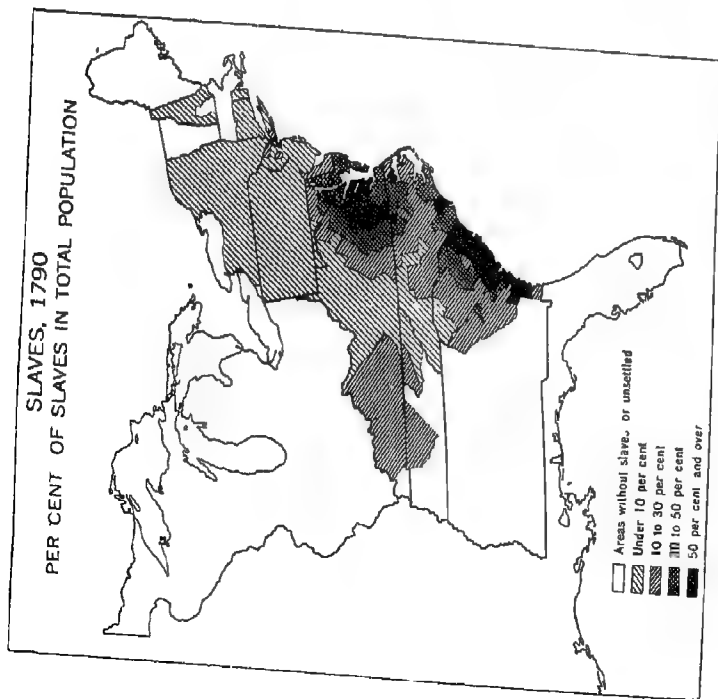 SLAVES, 1790
PER CENT OF SLAVES IN TOTAL POPULATION
Areas without slaves or unsettled
Under 10 per cent
10 to 30 per cent
30 to 50 per cent
50 per cent and over